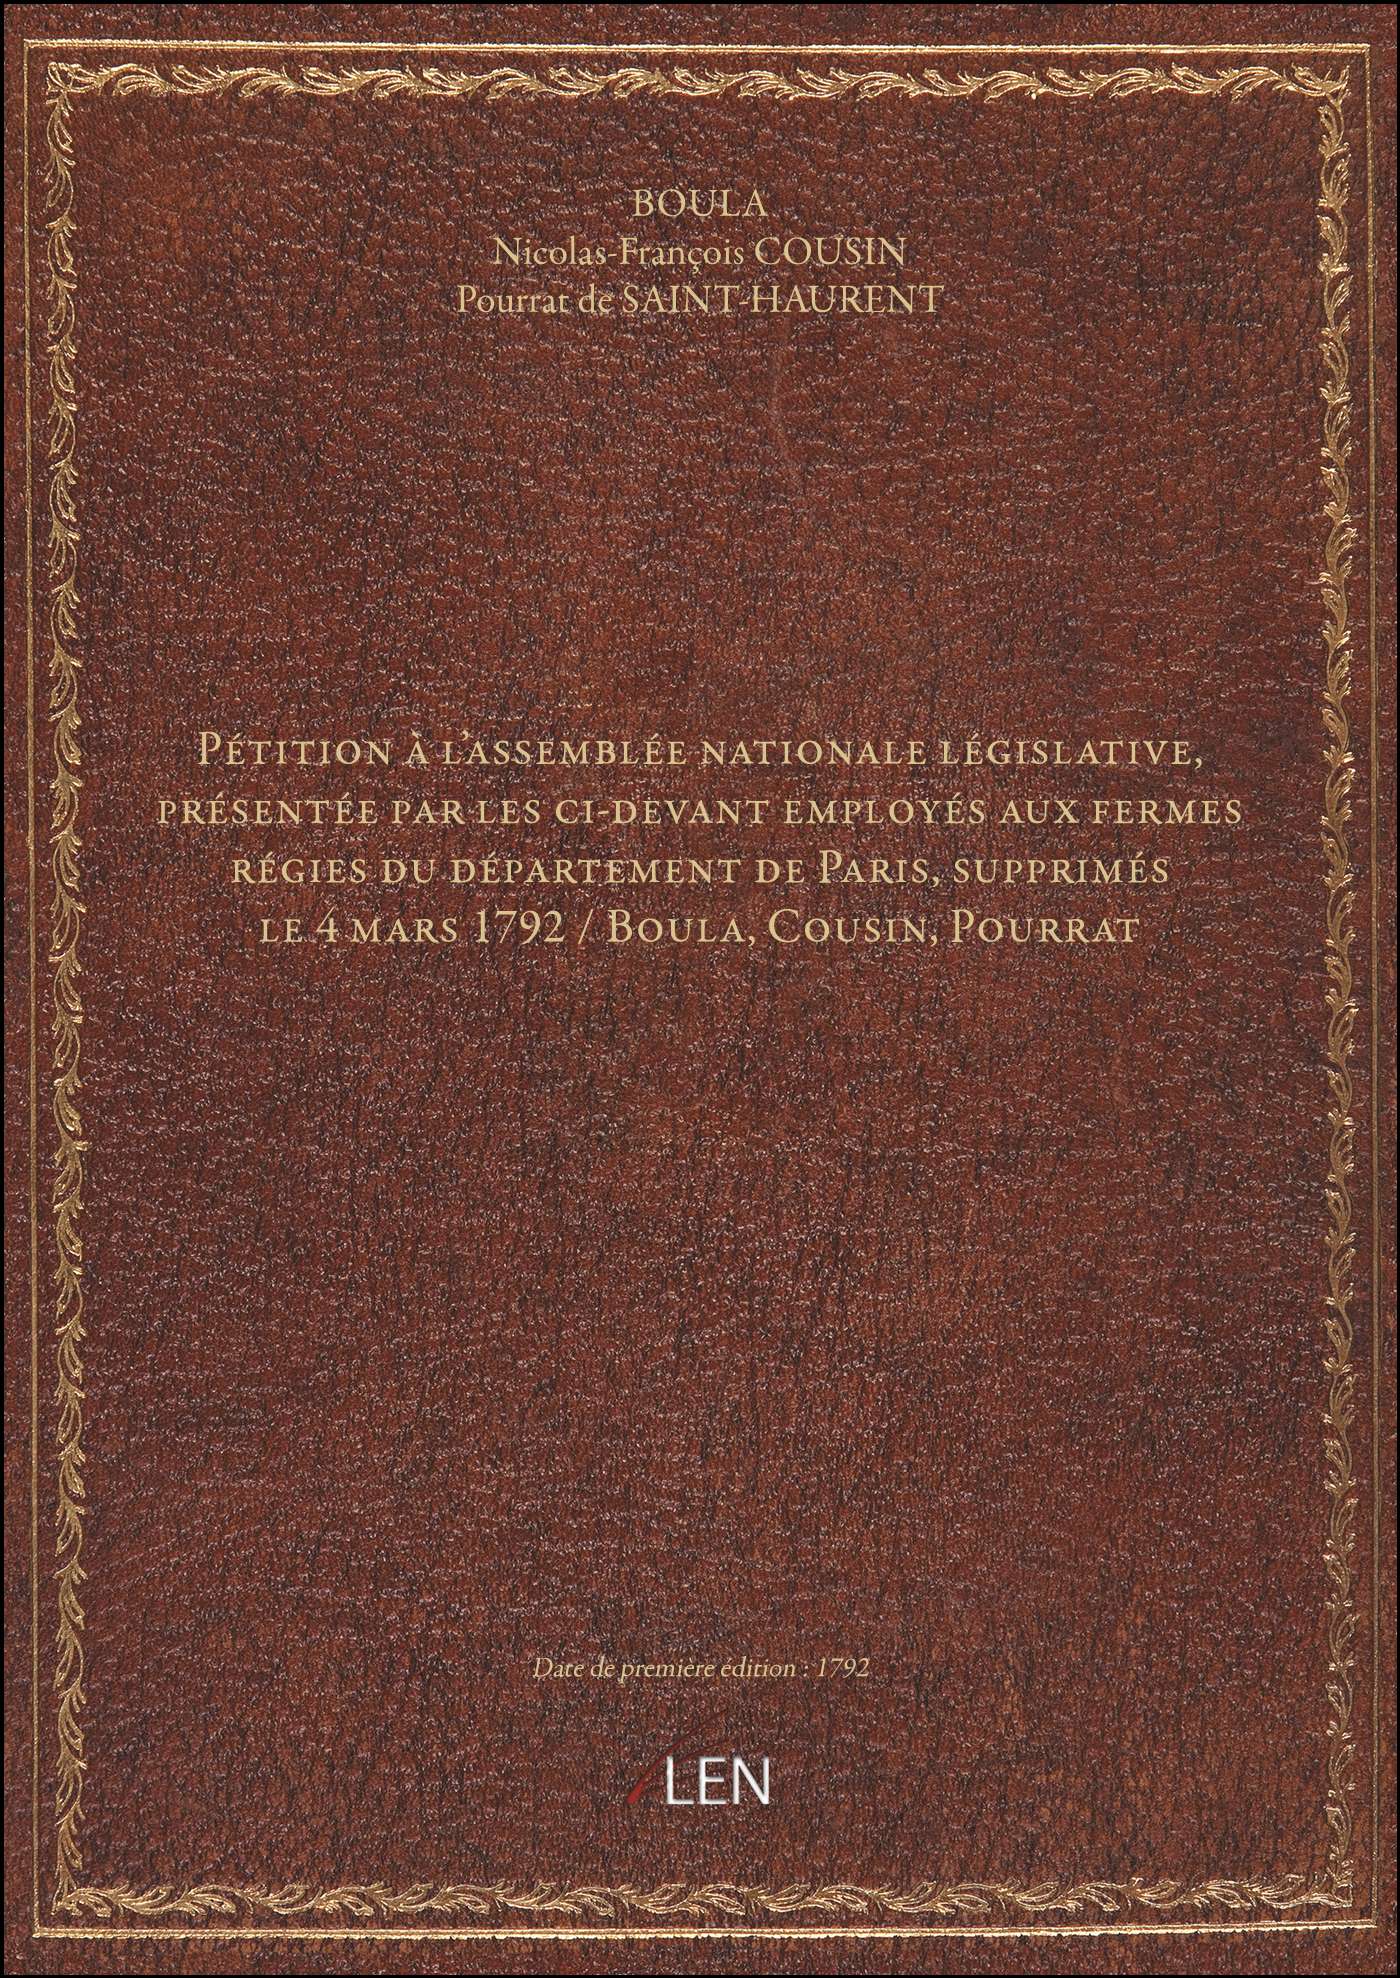 BOULA
Nicolas-François COUSIN
Pourrat de SAINT-HAURENT
Pétition à l'assemblée nationale législative,
présentée par les ci-devant employés aux fermes
régies du département de Paris, supprimés
le 4 mars 1792 / Boula, Cousin, Pourrat
Date de première édition : 1792
LEN